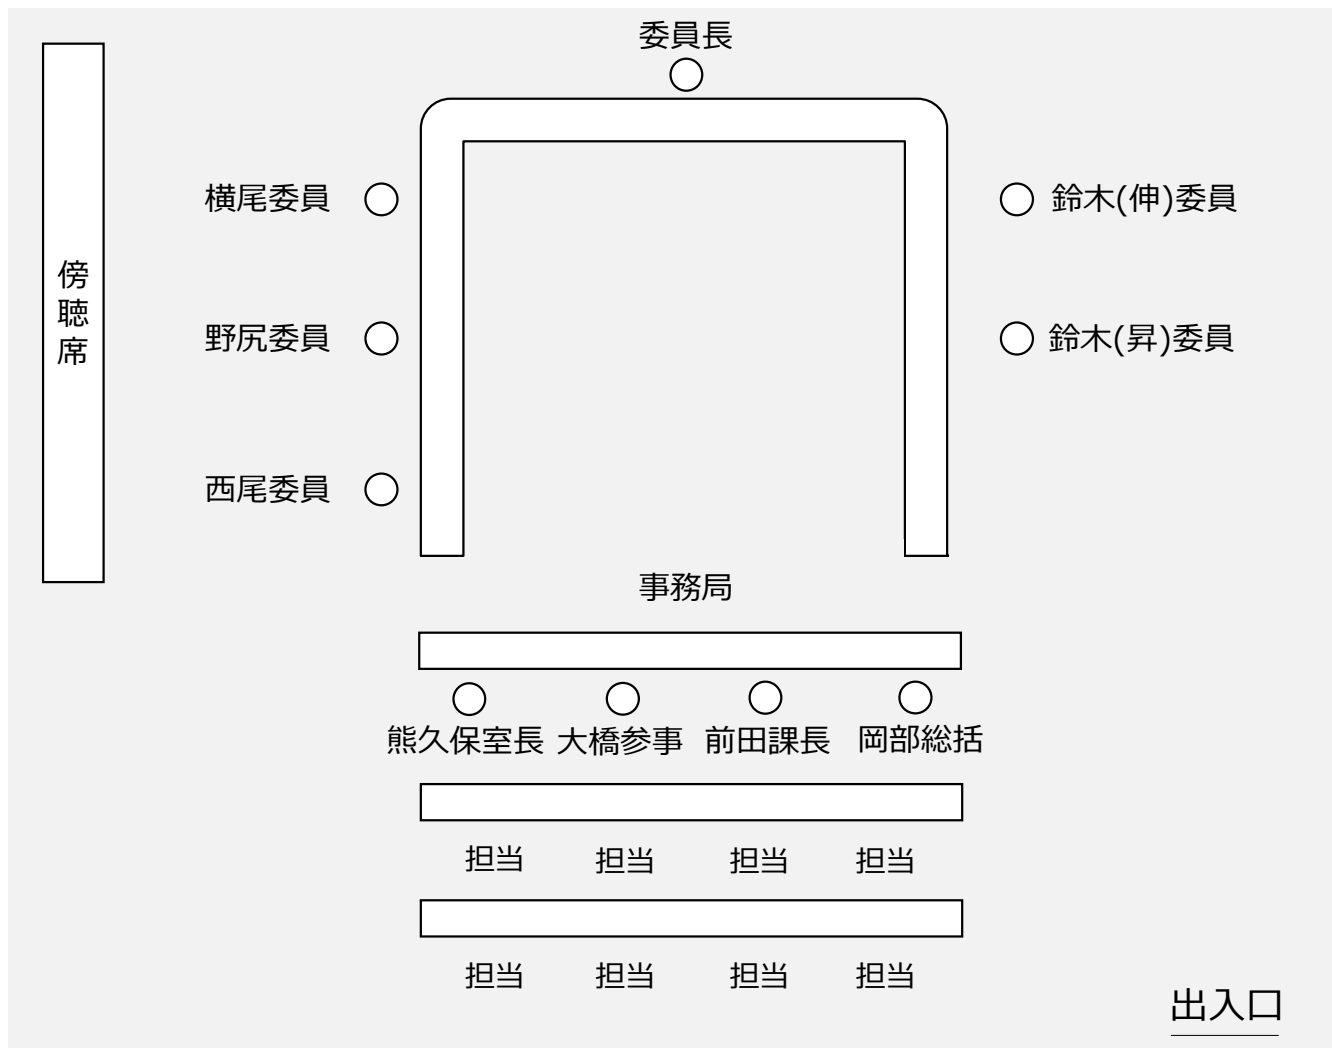 委員長
横尾委員
鈴木(伸)委員
傍聴席
野尻委員
鈴木(昇)委員
西尾委員
事務局
熊久保室長 大橋参事 前田課長 岡部総括
担当 担当 担当 担当
担当 担当 担当 担当
出入口